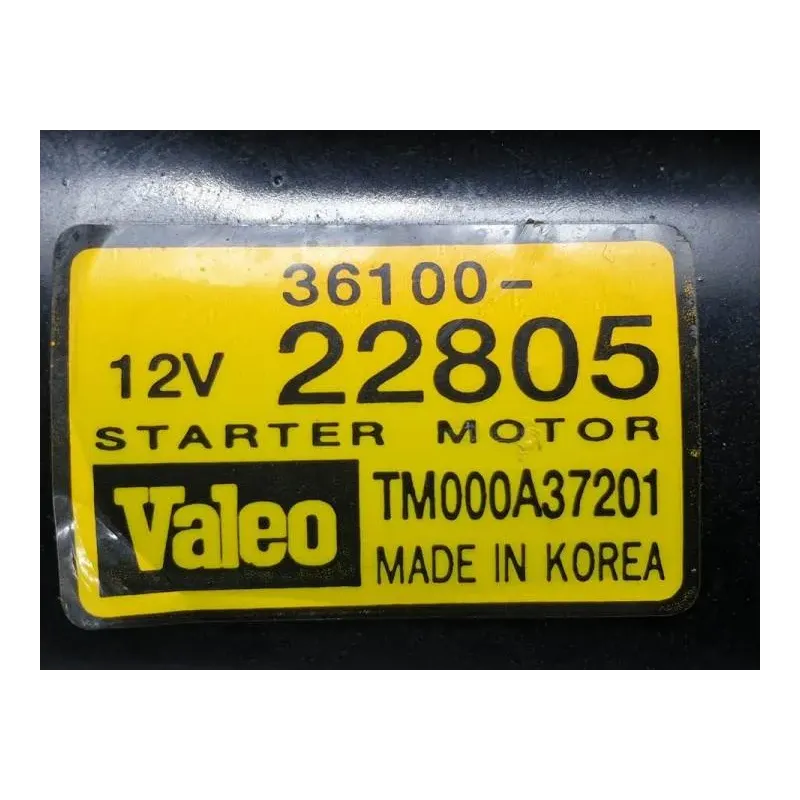 36100-
12V 22805
STARTER MOTOR
Valeo TM000A37201
MADE IN KOREA